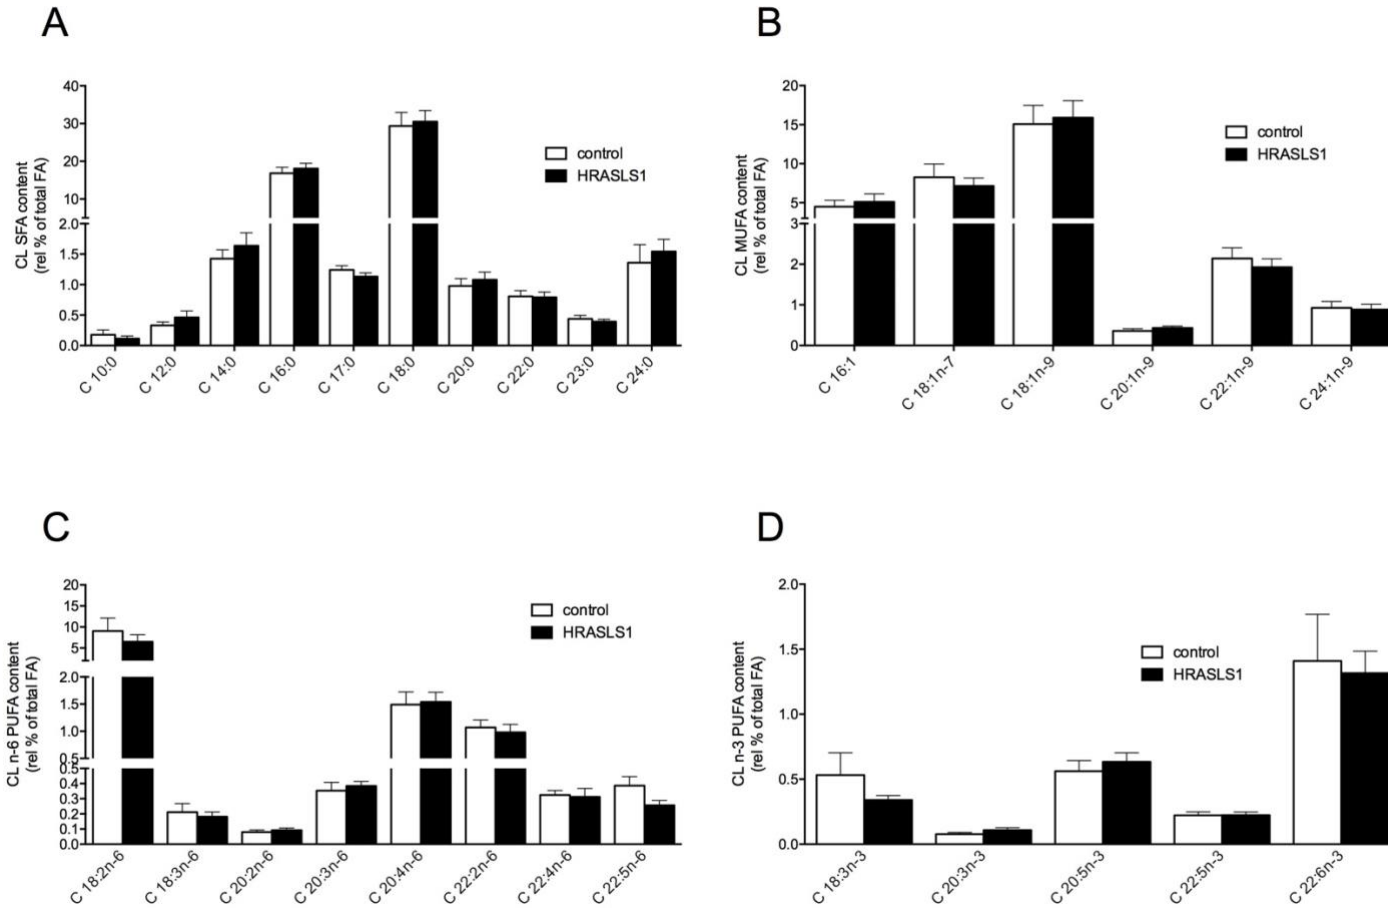 A
CL SFA content
(rel % of total FA)
40
30
20
10
2.0
1.5
1.0
0.5
0.0
control
HRASLS1
C 10:0
C 12:0
C 14:0
C 16:0
C 17:0
C 18:0
C 20:0
C 22:0
C 23:0
C 24:0
B
CL MUFA content
(rel % of total FA)
20
15
10
5
3
2
1
0
control
HRASLS1
C 16:1
C 18:1n-7
C 18:1n-9
C 20:1n-9
C 22:1n-9
C 24:1n-9
C
CL n-6 PUFA content
(rel % of total FA)
20
15
10
5
2.0
1.5
1.0
0.5
0.5
0.4
0.3
0.2
0.1
0.0
control
HRASLS1
C 18:2n-6
C 18:3n-6
C 20:2n-6
C 20:3n-6
C 20:4n-6
C 22:2n-6
C 22:4n-6
C 22:5n-6
D
CL n-3 PUFA content
(rel % of total FA)
2.0
1.5
1.0
0.5
0.0
control
HRASLS1
C 18:3n-3
C 20:3n-3
C 20:5n-3
C 22:5n-3
C 22:6n-3